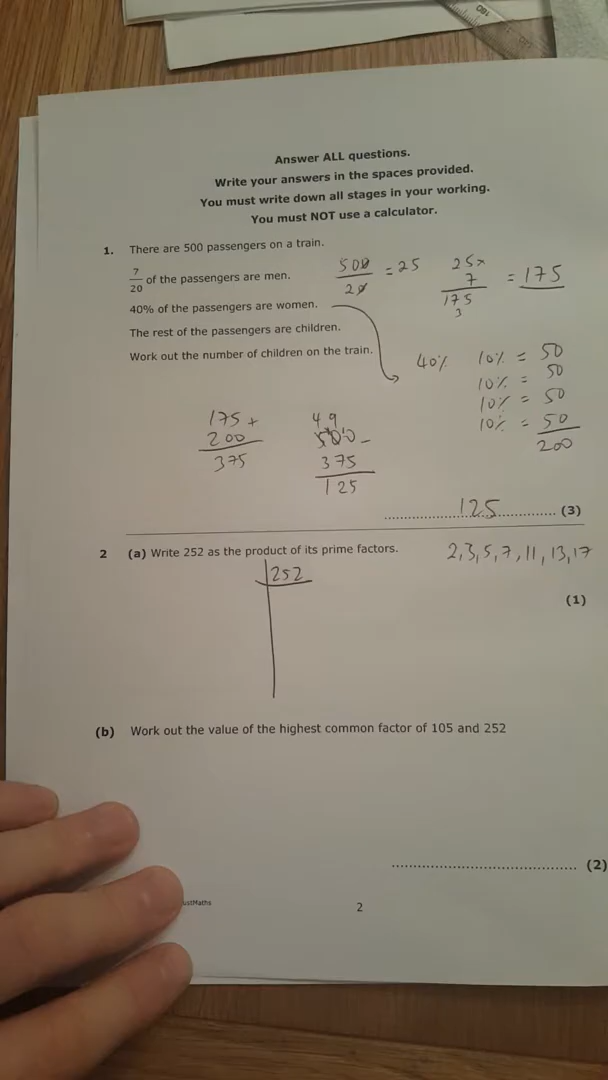 Answer ALL questions.
Write your answers in the spaces provided.
You must write down all stages in your working.
You must NOT use a calculator.
1. There are 500 passengers on a train.
7/20 of the passengers are men.
500/20 = 25
25 ×
7
175
3
= 175
40% of the passengers are women.
The rest of the passengers are children.
Work out the number of children on the train.
40%
10% = 50
10% = 50
10% = 50
10% = 50
200
175 +
200
375
4 9
500 -
375
125
125 (3)
2 (a) Write 252 as the product of its prime factors.
2, 3, 5, 7, 11, 13, 17
252
(1)
(b) Work out the value of the highest common factor of 105 and 252
(2)
ustMaths
2
180